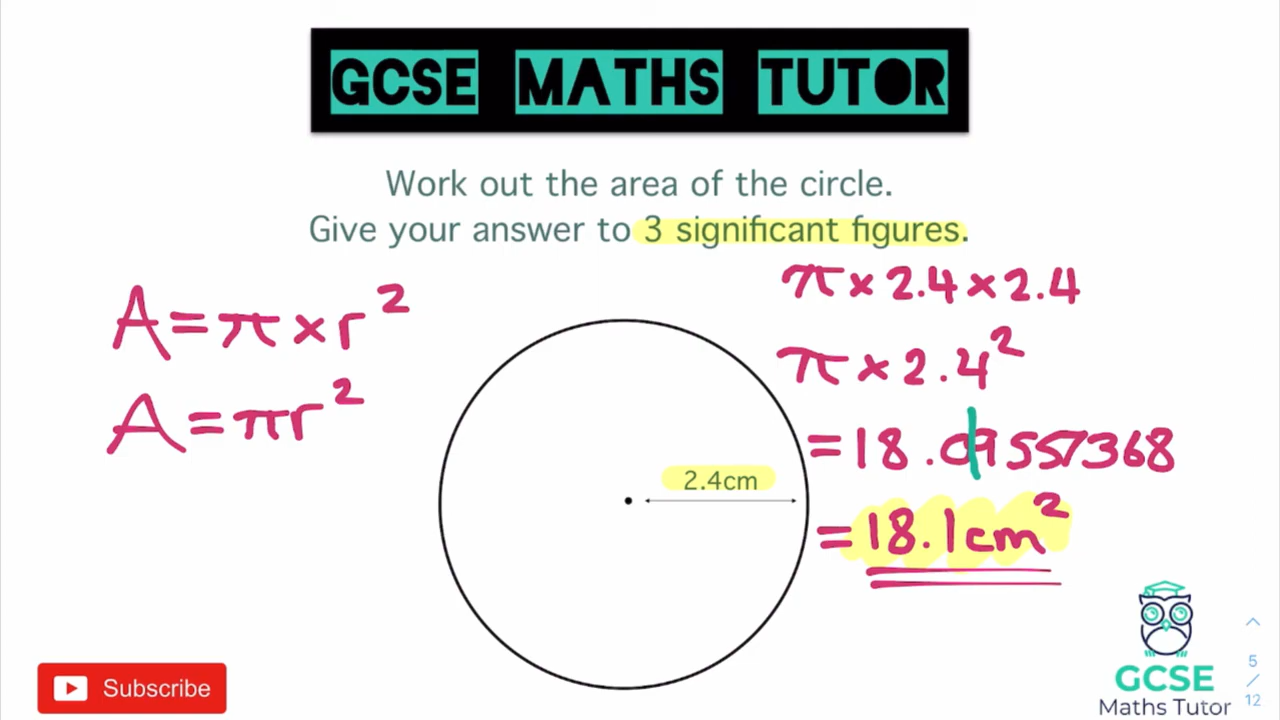 GCSE MATHS TUTOR
Work out the area of the circle.
Give your answer to 3 significant figures.
A=π×r²
A=πr²
π×2.4×2.4
π×2.4²
=18.09557368
=18.1cm²
2.4cm
Subscribe
GCSE
Maths Tutor
5
/
12